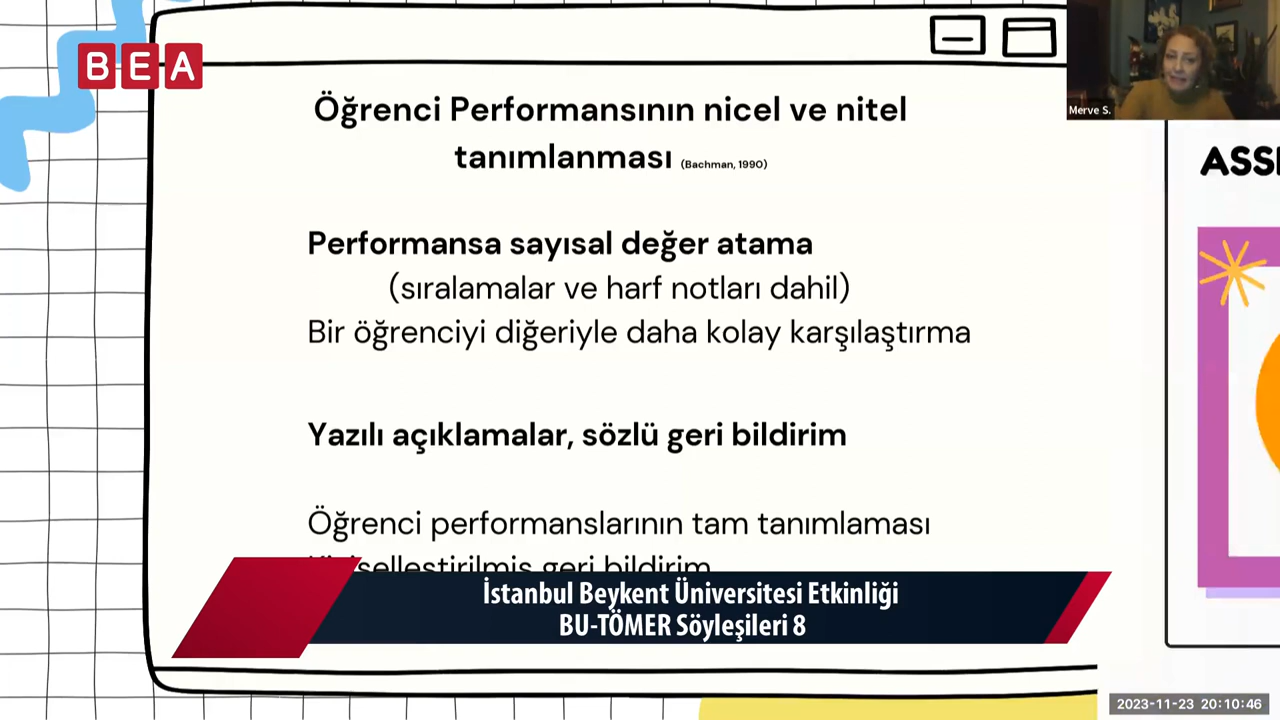 BEA
Merve S.
Öğrenci Performansının nicel ve nitel
tanımlanması (Bachman, 1990)
Performansa sayısal değer atama
(sıralamalar ve harf notları dahil)
Bir öğrenciyi diğeriyle daha kolay karşılaştırma
Yazılı açıklamalar, sözlü geri bildirim
Öğrenci performanslarının tam tanımlaması
geri bildirim
İstanbul Beykent Üniversitesi Etkinliği
BU-TÖMER Söyleşileri 8
2023-11-23 20:10:46